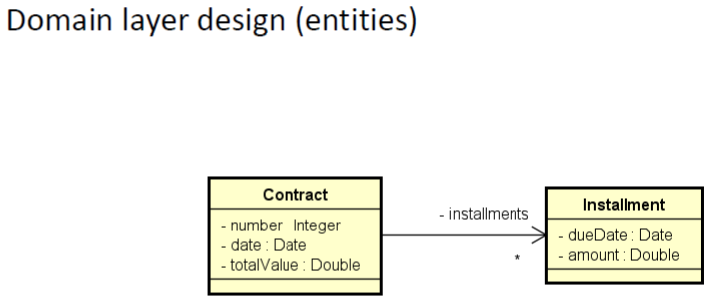 Domain layer design (entities)
Contract
- number Integer
- date : Date
- totalValue : Double
- installments
*
Installment
- dueDate : Date
- amount : Double